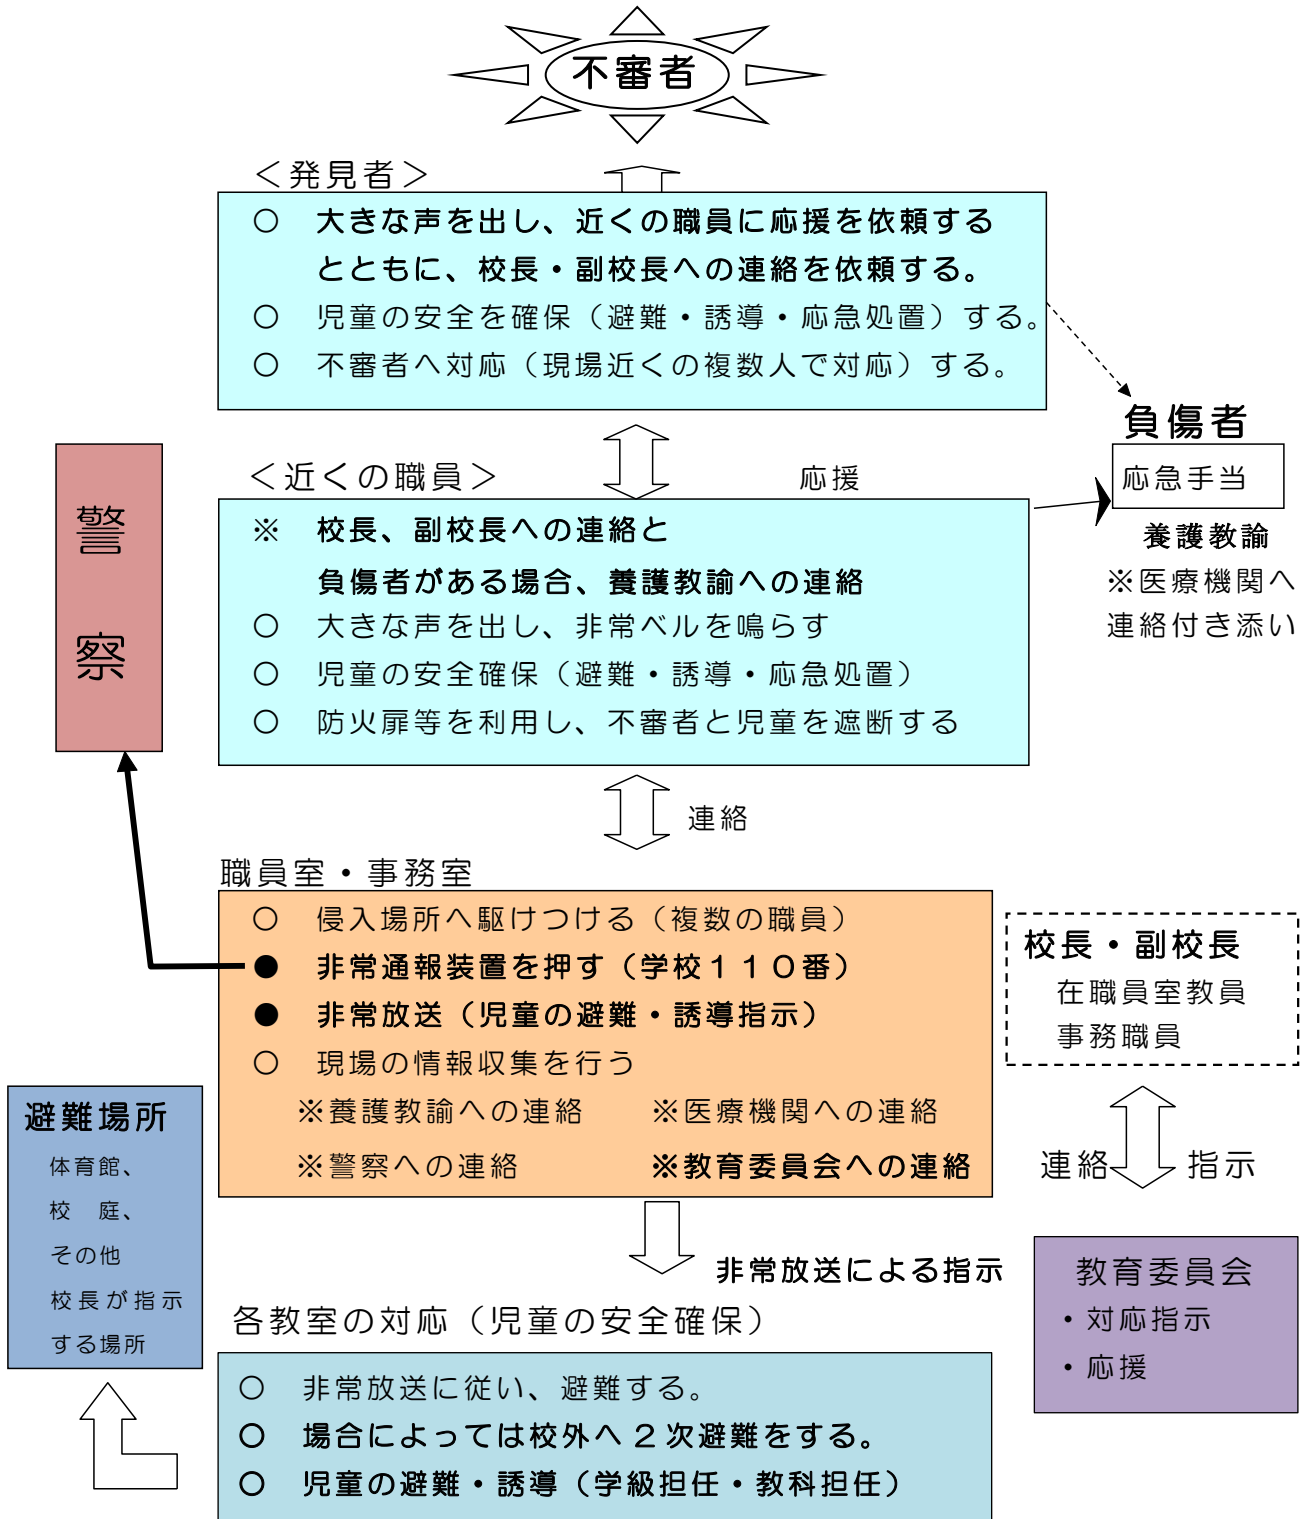 不審者
＜発見者＞
○　大きな声を出し、近くの職員に応援を依頼する
とともに、校長・副校長への連絡を依頼する。
○　児童の安全を確保（避難・誘導・応急処置）する。
○　不審者へ対応（現場近くの複数人で対応）する。
負傷者
応急手当
養護教諭
※医療機関へ
連絡付き添い
警
察
＜近くの職員＞
応援
※　校長、副校長への連絡と
負傷者がある場合、養護教諭への連絡
○　大きな声を出し、非常ベルを鳴らす
○　児童の安全確保（避難・誘導・応急処置）
○　防火扉等を利用し、不審者と児童を遮断する
連絡
職員室・事務室
○　侵入場所へ駆けつける（複数の職員）
●　非常通報装置を押す（学校１１０番）
●　非常放送（児童の避難・誘導指示）
○　現場の情報収集を行う
※養護教諭への連絡　　※医療機関への連絡
※警察への連絡　　※教育委員会への連絡
校長・副校長
在職員室教員
事務職員
連絡　指示
教育委員会
・対応指示
・応援
避難場所
体育館、
校　庭、
その他
校長が指示
する場所
非常放送による指示
各教室の対応（児童の安全確保）
○　非常放送に従い、避難する。
○　場合によっては校外へ２次避難をする。
○　児童の避難・誘導（学級担任・教科担任）